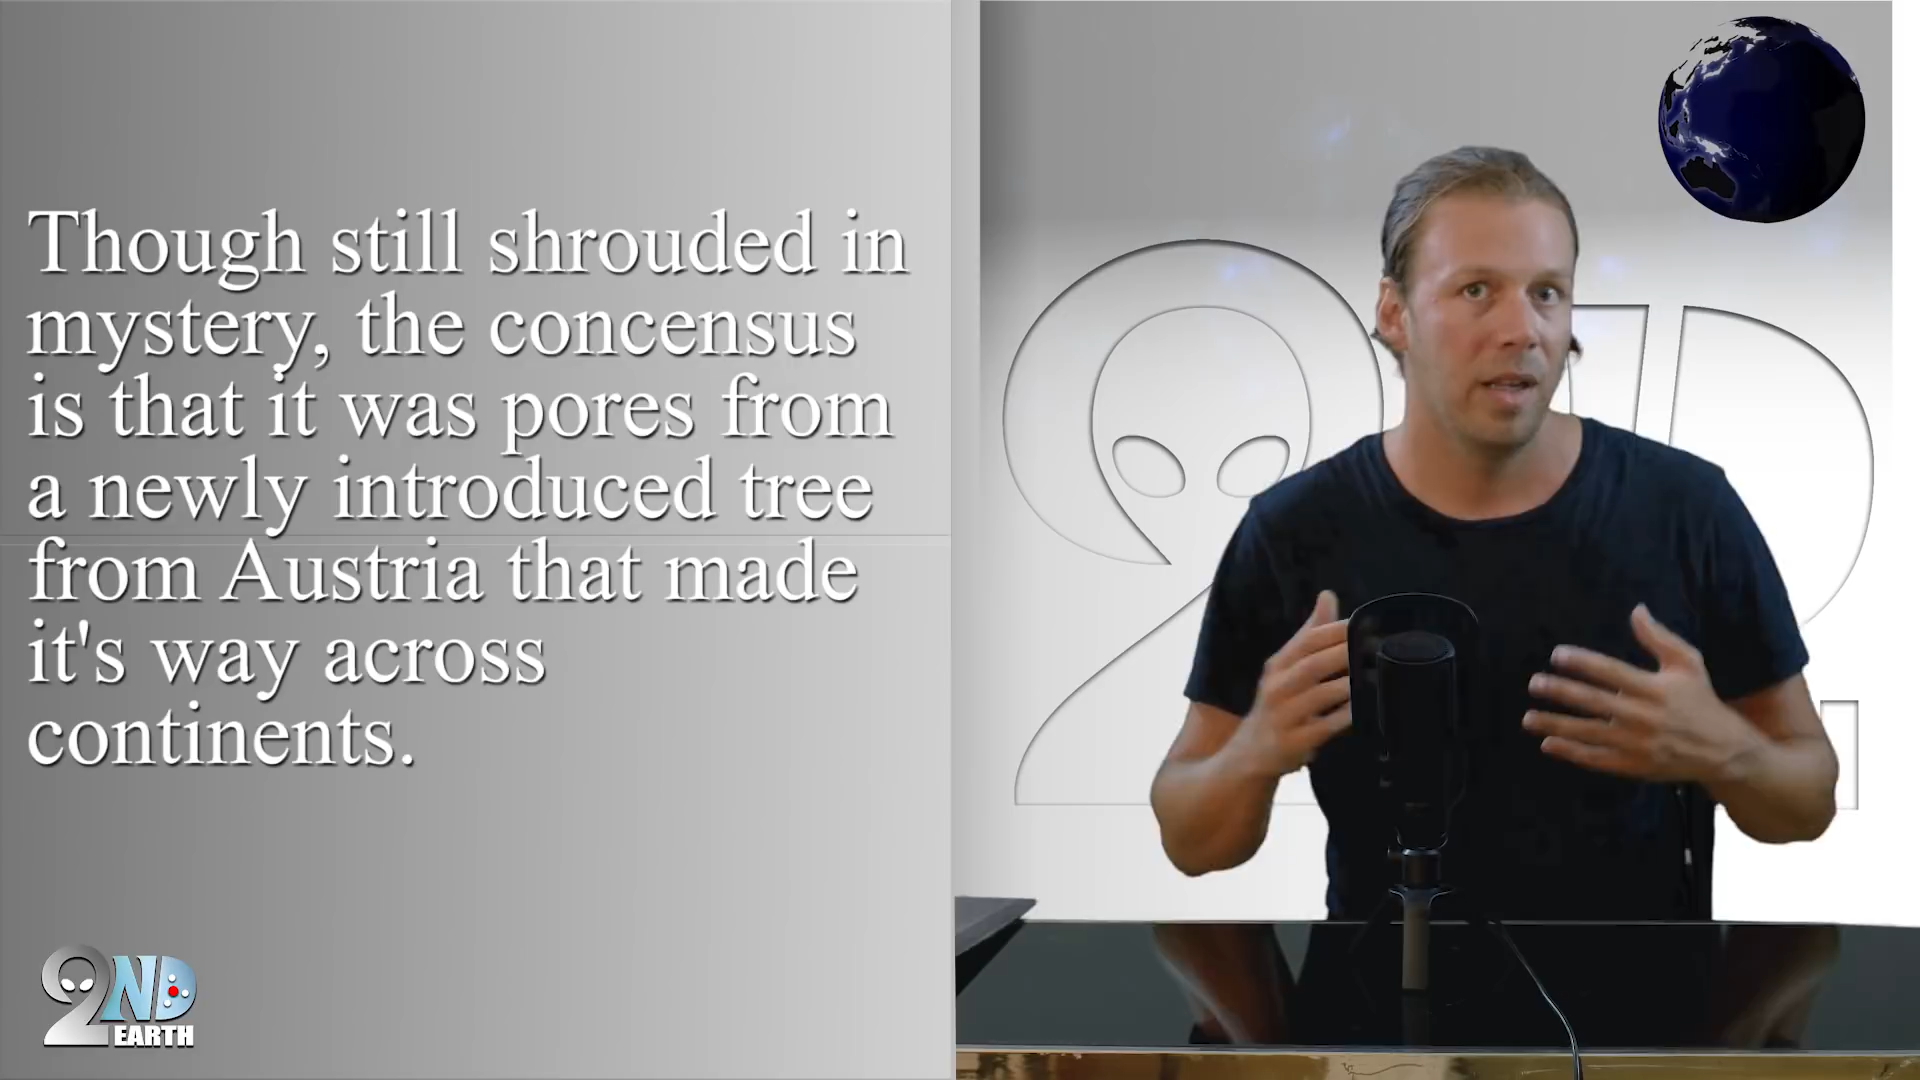 Though still shrouded in
mystery, the concensus
is that it was pores from
a newly introduced tree
from Austria that made
it's way across
continents.
2ND
EARTH
2ND